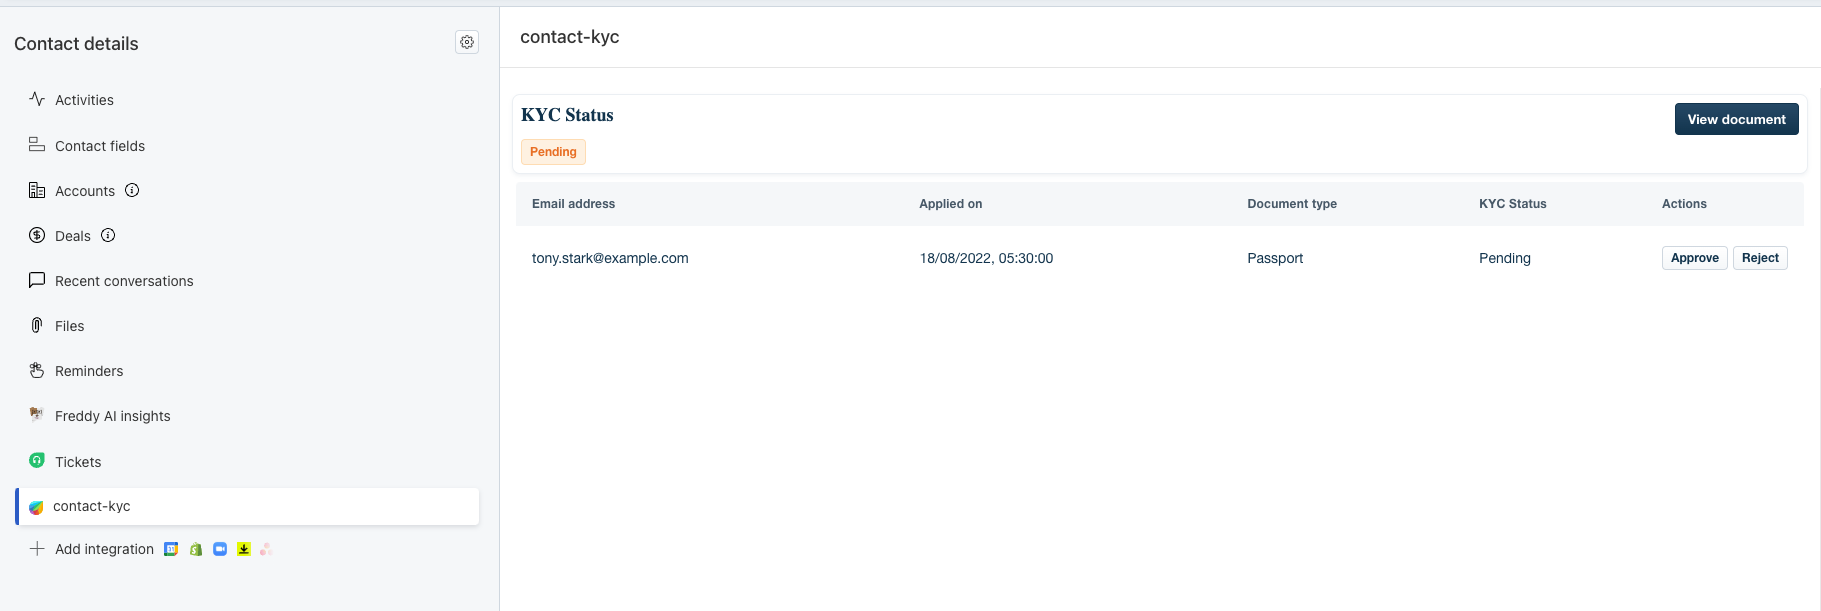 Contact details
Activities
Contact fields
Accounts
Deals
Recent conversations
Files
Reminders
Freddy AI insights
Tickets
contact-kyc
Add integration
contact-kyc
KYC Status
View document
Pending
Email address Applied on Document type KYC Status Actions
tony.stark@example.com 18/08/2022, 05:30:00 Passport Pending Approve Reject